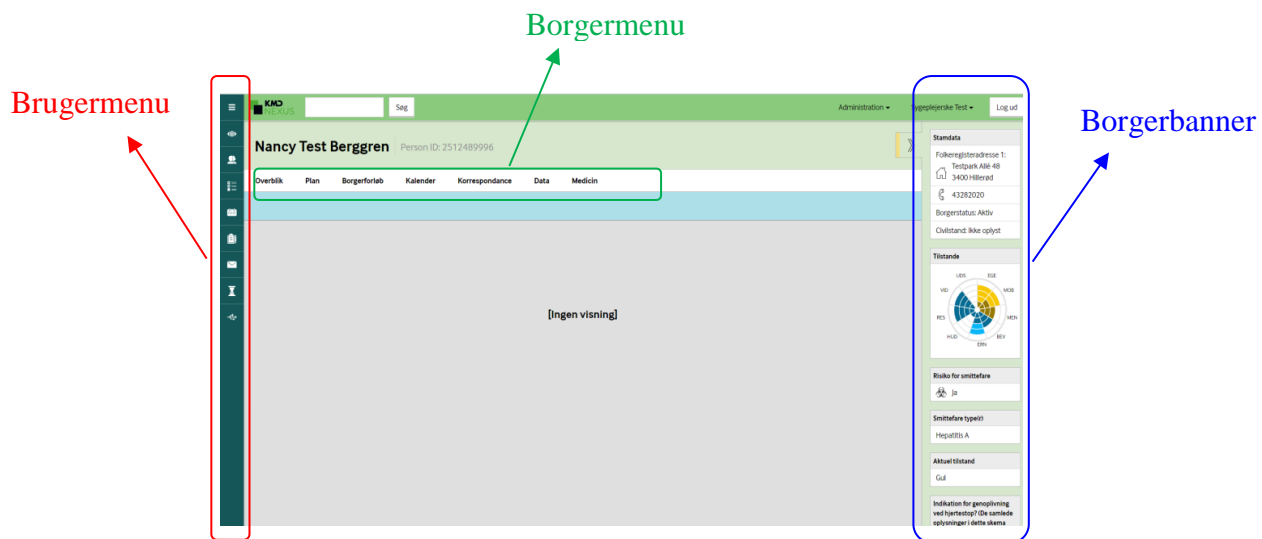 Borgermenu
Brugermenu
Borgerbanner
KMD
NEXUS
Søg
Administration
Sygeplejerske Test
Log ud
Nancy Test Berggren
Person ID: 2512489996
Overblik Plan Borgerforløb Kalender Korrespondance Data Medicin
[Ingen visning]
Stamdata
Folkeregisteradresse 1:
Testpark Allé 48
3400 Hillerød
43282020
Borgerstatus: Aktiv
Civilstand: Ikke oplyst
Tilstande
UDS EGE
VID MOB
RES MEN
HUD BEV
ERN
Risiko for smittefare
Ja
Smittefare type(r)
Hepatitis A
Aktuel tilstand
Gul
Indikation for genoplivning
ved hjertestop? (De samlede
oplysninger i dette skema